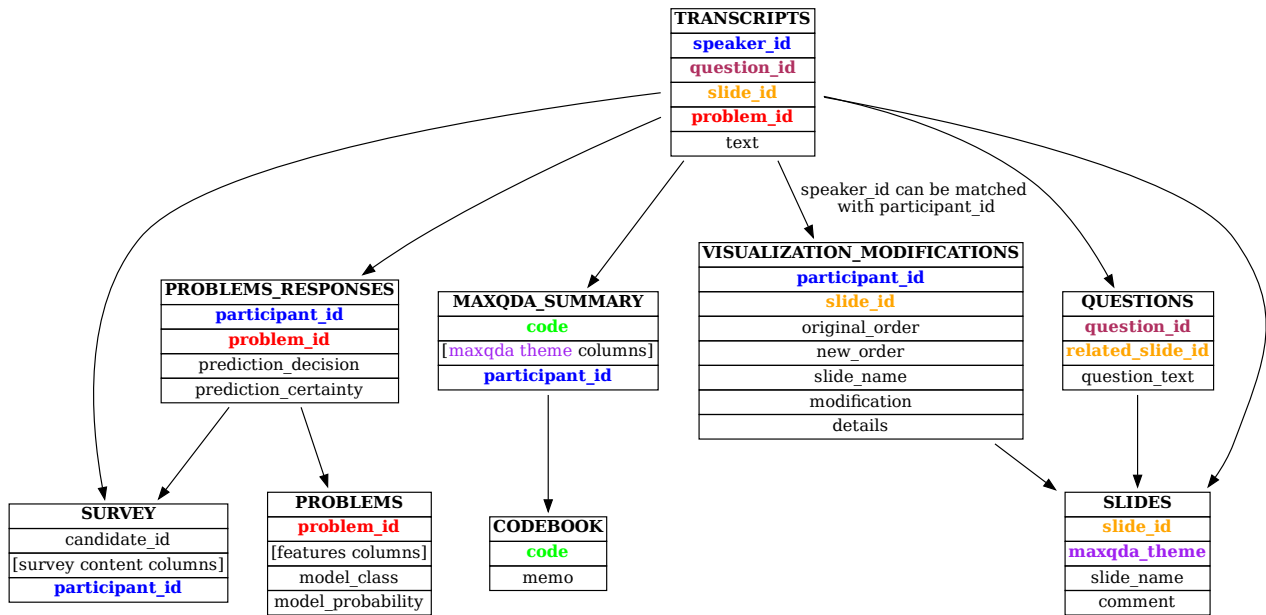 TRANSCRIPTS
speaker_id
question_id
slide_id
problem_id
text
speaker_id can be matched
with participant_id
PROBLEMS_RESPONSES
participant_id
problem_id
prediction_decision
prediction_certainty
MAXQDA_SUMMARY
code
[maxqda theme columns]
participant_id
VISUALIZATION_MODIFICATIONS
participant_id
slide_id
original_order
new_order
slide_name
modification
details
QUESTIONS
question_id
related_slide_id
question_text
SURVEY
candidate_id
[survey content columns]
participant_id
PROBLEMS
problem_id
[features columns]
model_class
model_probability
CODEBOOK
code
memo
SLIDES
slide_id
maxqda_theme
slide_name
comment